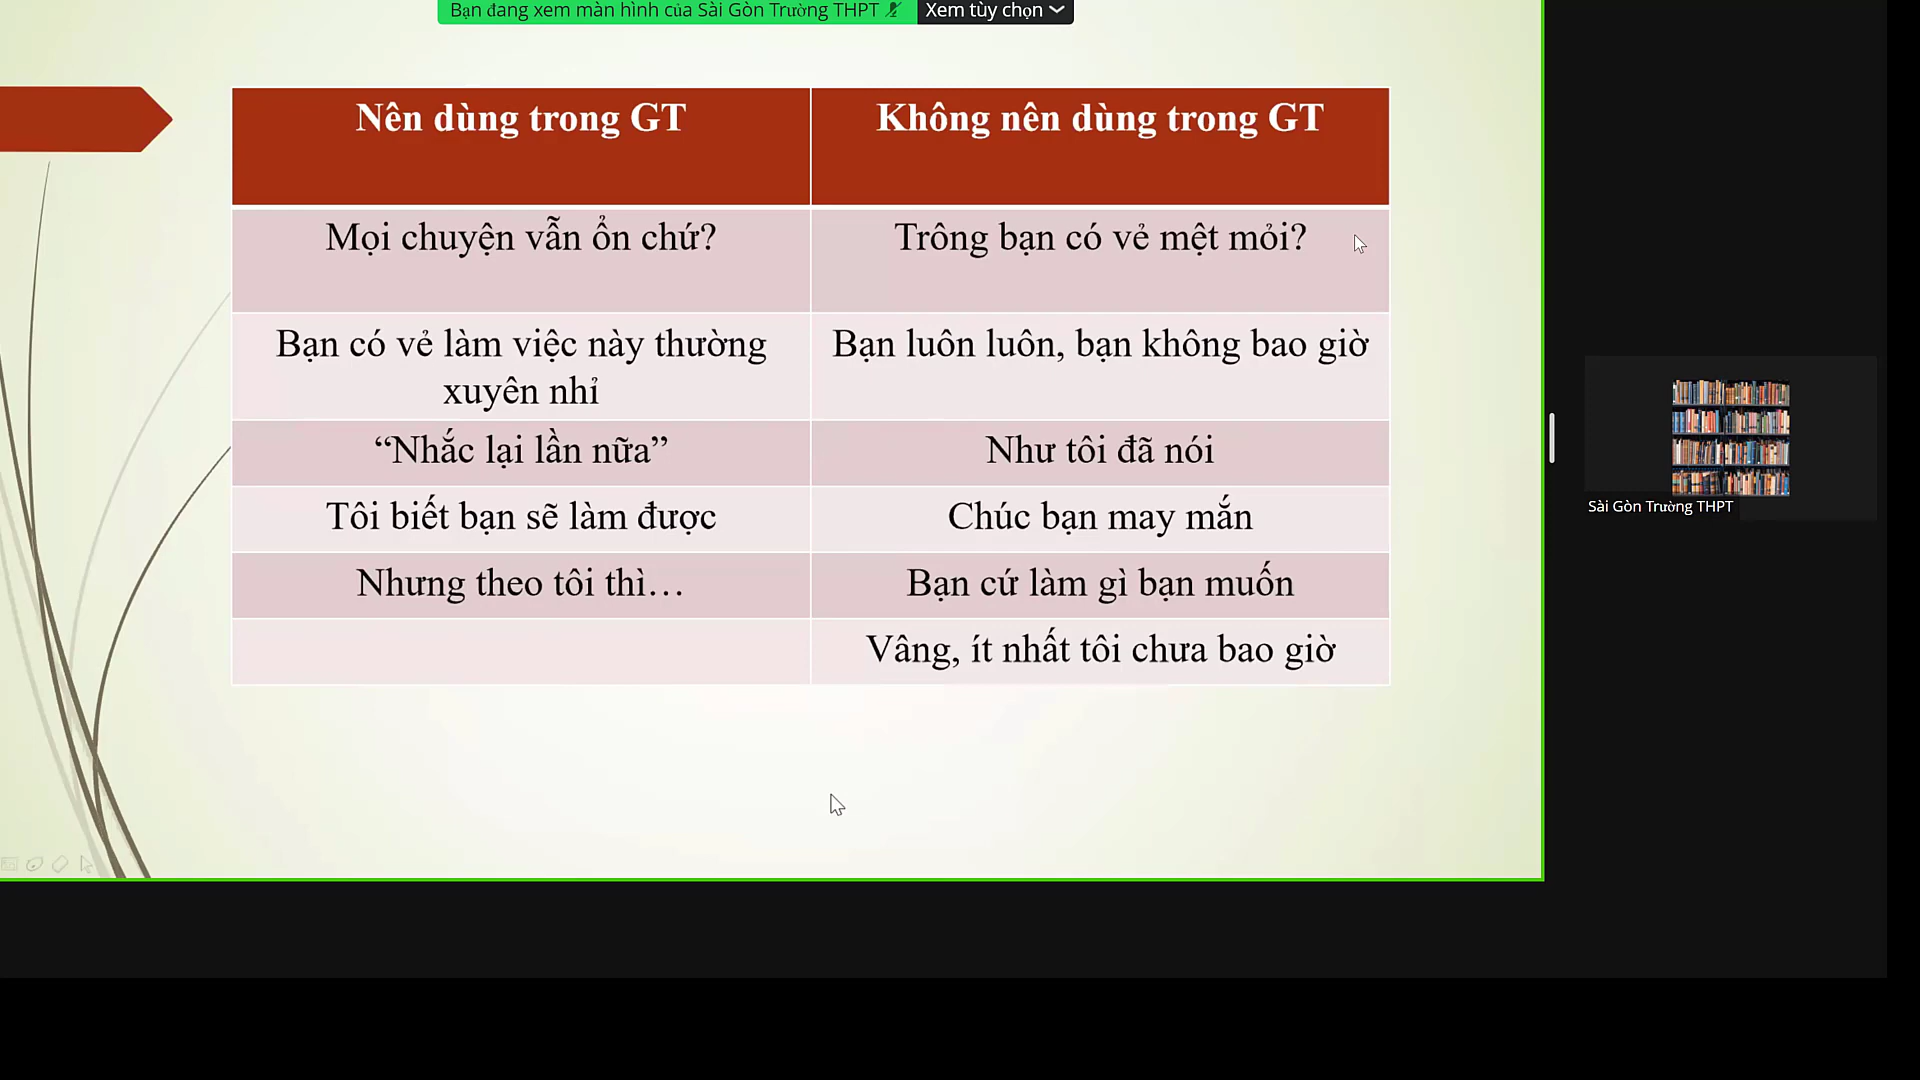 Bạn đang xem màn hình của Sài Gòn Trường THPT Xem tùy chọn
Nên dùng trong GT
Không nên dùng trong GT
Mọi chuyện vẫn ổn chứ?
Trông bạn có vẻ mệt mỏi?
Bạn có vẻ làm việc này thường
xuyên nhỉ
Bạn luôn luôn, bạn không bao giờ
“Nhắc lại lần nữa”
Như tôi đã nói
Tôi biết bạn sẽ làm được
Chúc bạn may mắn
Nhưng theo tôi thì…
Bạn cứ làm gì bạn muốn
Vâng, ít nhất tôi chưa bao giờ
Sài Gòn Trường THPT